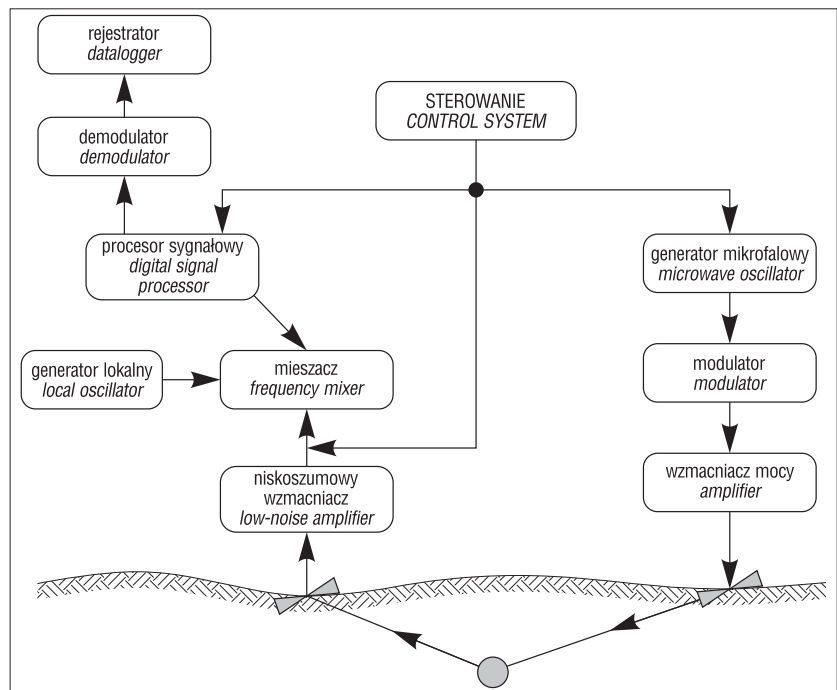 rejestrator
datalogger
demodulator
demodulator
STEROWANIE
CONTROL SYSTEM
procesor sygnałowy
digital signal
processor
generator mikrofalowy
microwave oscillator
generator lokalny
local oscillator
mieszacz
frequency mixer
modulator
modulator
niskoszumowy
wzmacniacz
low-noise amplifier
wzmacniacz mocy
amplifier